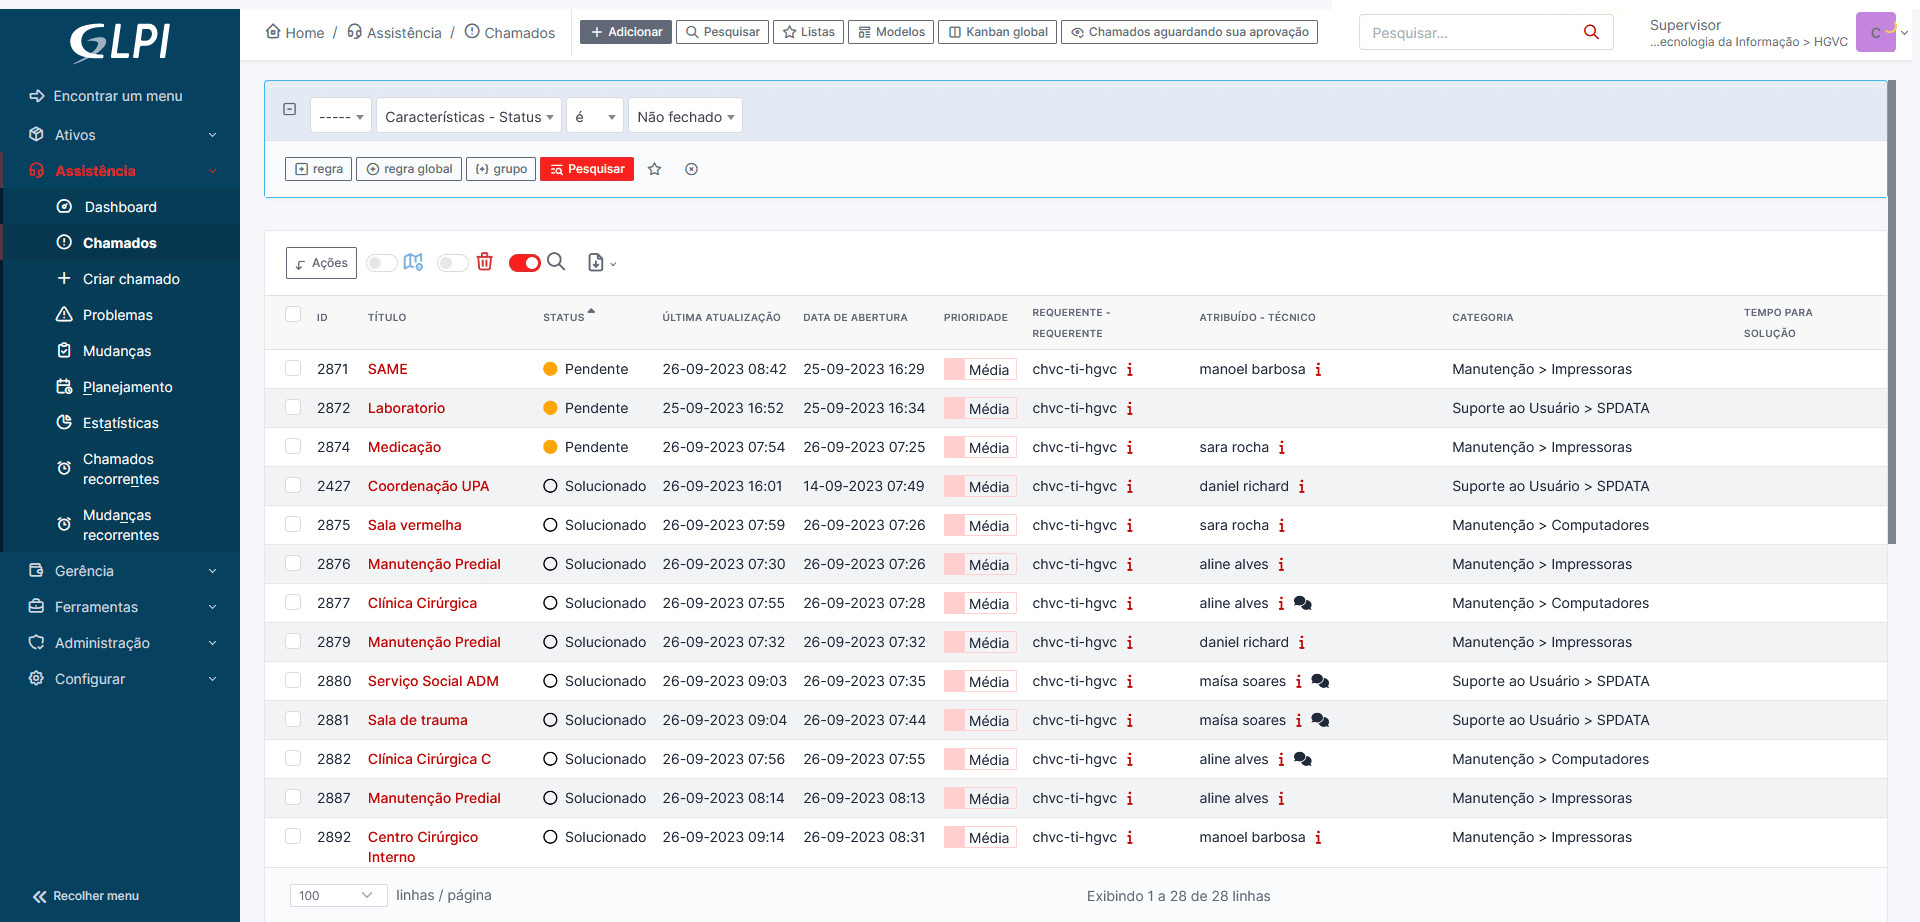 GLPI
Encontrar um menu
Ativos
Assistência
Dashboard
Chamados
Criar chamado
Problemas
Mudanças
Planejamento
Estatísticas
Chamados
recorrentes
Mudanças
recorrentes
Gerência
Ferramentas
Administração
Configurar
Recolher menu
Home / Assistência / Chamados
Adicionar Pesquisar Listas Modelos Kanban global Chamados aguardando sua aprovação
Pesquisar...
Supervisor
...ecnologia da Informação > HGVC
C
----- Características - Status é Não fechado
regra regra global grupo Pesquisar
Ações
ID TÍTULO STATUS ÚLTIMA ATUALIZAÇÃO DATA DE ABERTURA PRIORIDADE REQUERENTE - REQUERENTE ATRIBUÍDO - TÉCNICO CATEGORIA TEMPO PARA SOLUÇÃO
2871 SAME Pendente 26-09-2023 08:42 25-09-2023 16:29 Média chvc-ti-hgvc manoel barbosa Manutenção > Impressoras
2872 Laboratorio Pendente 25-09-2023 16:52 25-09-2023 16:34 Média chvc-ti-hgvc Suporte ao Usuário > SPDATA
2874 Medicação Pendente 26-09-2023 07:54 26-09-2023 07:25 Média chvc-ti-hgvc sara rocha Manutenção > Impressoras
2427 Coordenação UPA Solucionado 26-09-2023 16:01 14-09-2023 07:49 Média chvc-ti-hgvc daniel richard Suporte ao Usuário > SPDATA
2875 Sala vermelha Solucionado 26-09-2023 07:59 26-09-2023 07:26 Média chvc-ti-hgvc sara rocha Manutenção > Computadores
2876 Manutenção Predial Solucionado 26-09-2023 07:30 26-09-2023 07:26 Média chvc-ti-hgvc aline alves Manutenção > Impressoras
2877 Clínica Cirúrgica Solucionado 26-09-2023 07:55 26-09-2023 07:28 Média chvc-ti-hgvc aline alves Manutenção > Computadores
2879 Manutenção Predial Solucionado 26-09-2023 07:32 26-09-2023 07:32 Média chvc-ti-hgvc daniel richard Manutenção > Impressoras
2880 Serviço Social ADM Solucionado 26-09-2023 09:03 26-09-2023 07:35 Média chvc-ti-hgvc maísa soares Suporte ao Usuário > SPDATA
2881 Sala de trauma Solucionado 26-09-2023 09:04 26-09-2023 07:44 Média chvc-ti-hgvc maísa soares Suporte ao Usuário > SPDATA
2882 Clínica Cirúrgica C Solucionado 26-09-2023 07:56 26-09-2023 07:55 Média chvc-ti-hgvc aline alves Manutenção > Computadores
2887 Manutenção Predial Solucionado 26-09-2023 08:14 26-09-2023 08:13 Média chvc-ti-hgvc aline alves Manutenção > Impressoras
2892 Centro Cirúrgico Interno Solucionado 26-09-2023 09:14 26-09-2023 08:31 Média chvc-ti-hgvc manoel barbosa Manutenção > Impressoras
100 linhas / página
Exibindo 1 a 28 de 28 linhas